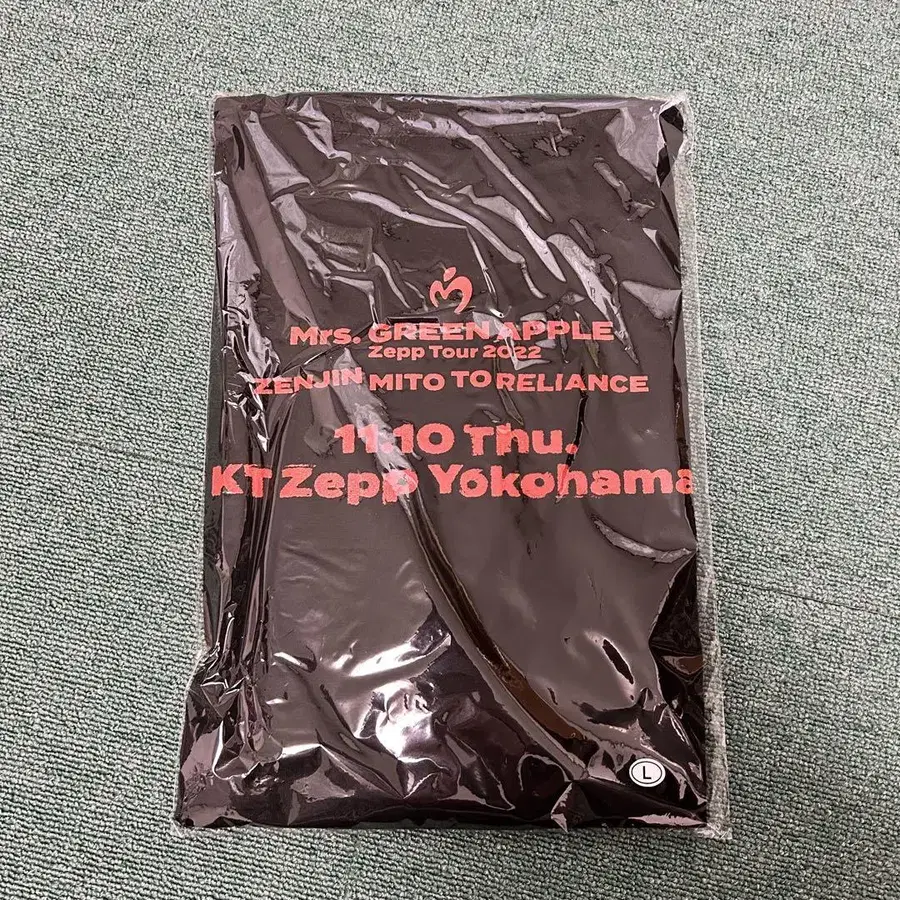 Mrs. GREEN APPLE
Zepp Tour 2022
ZENJIN MITO TO RELIANCE
11.10 Thu.
KT Zepp Yokohama
L